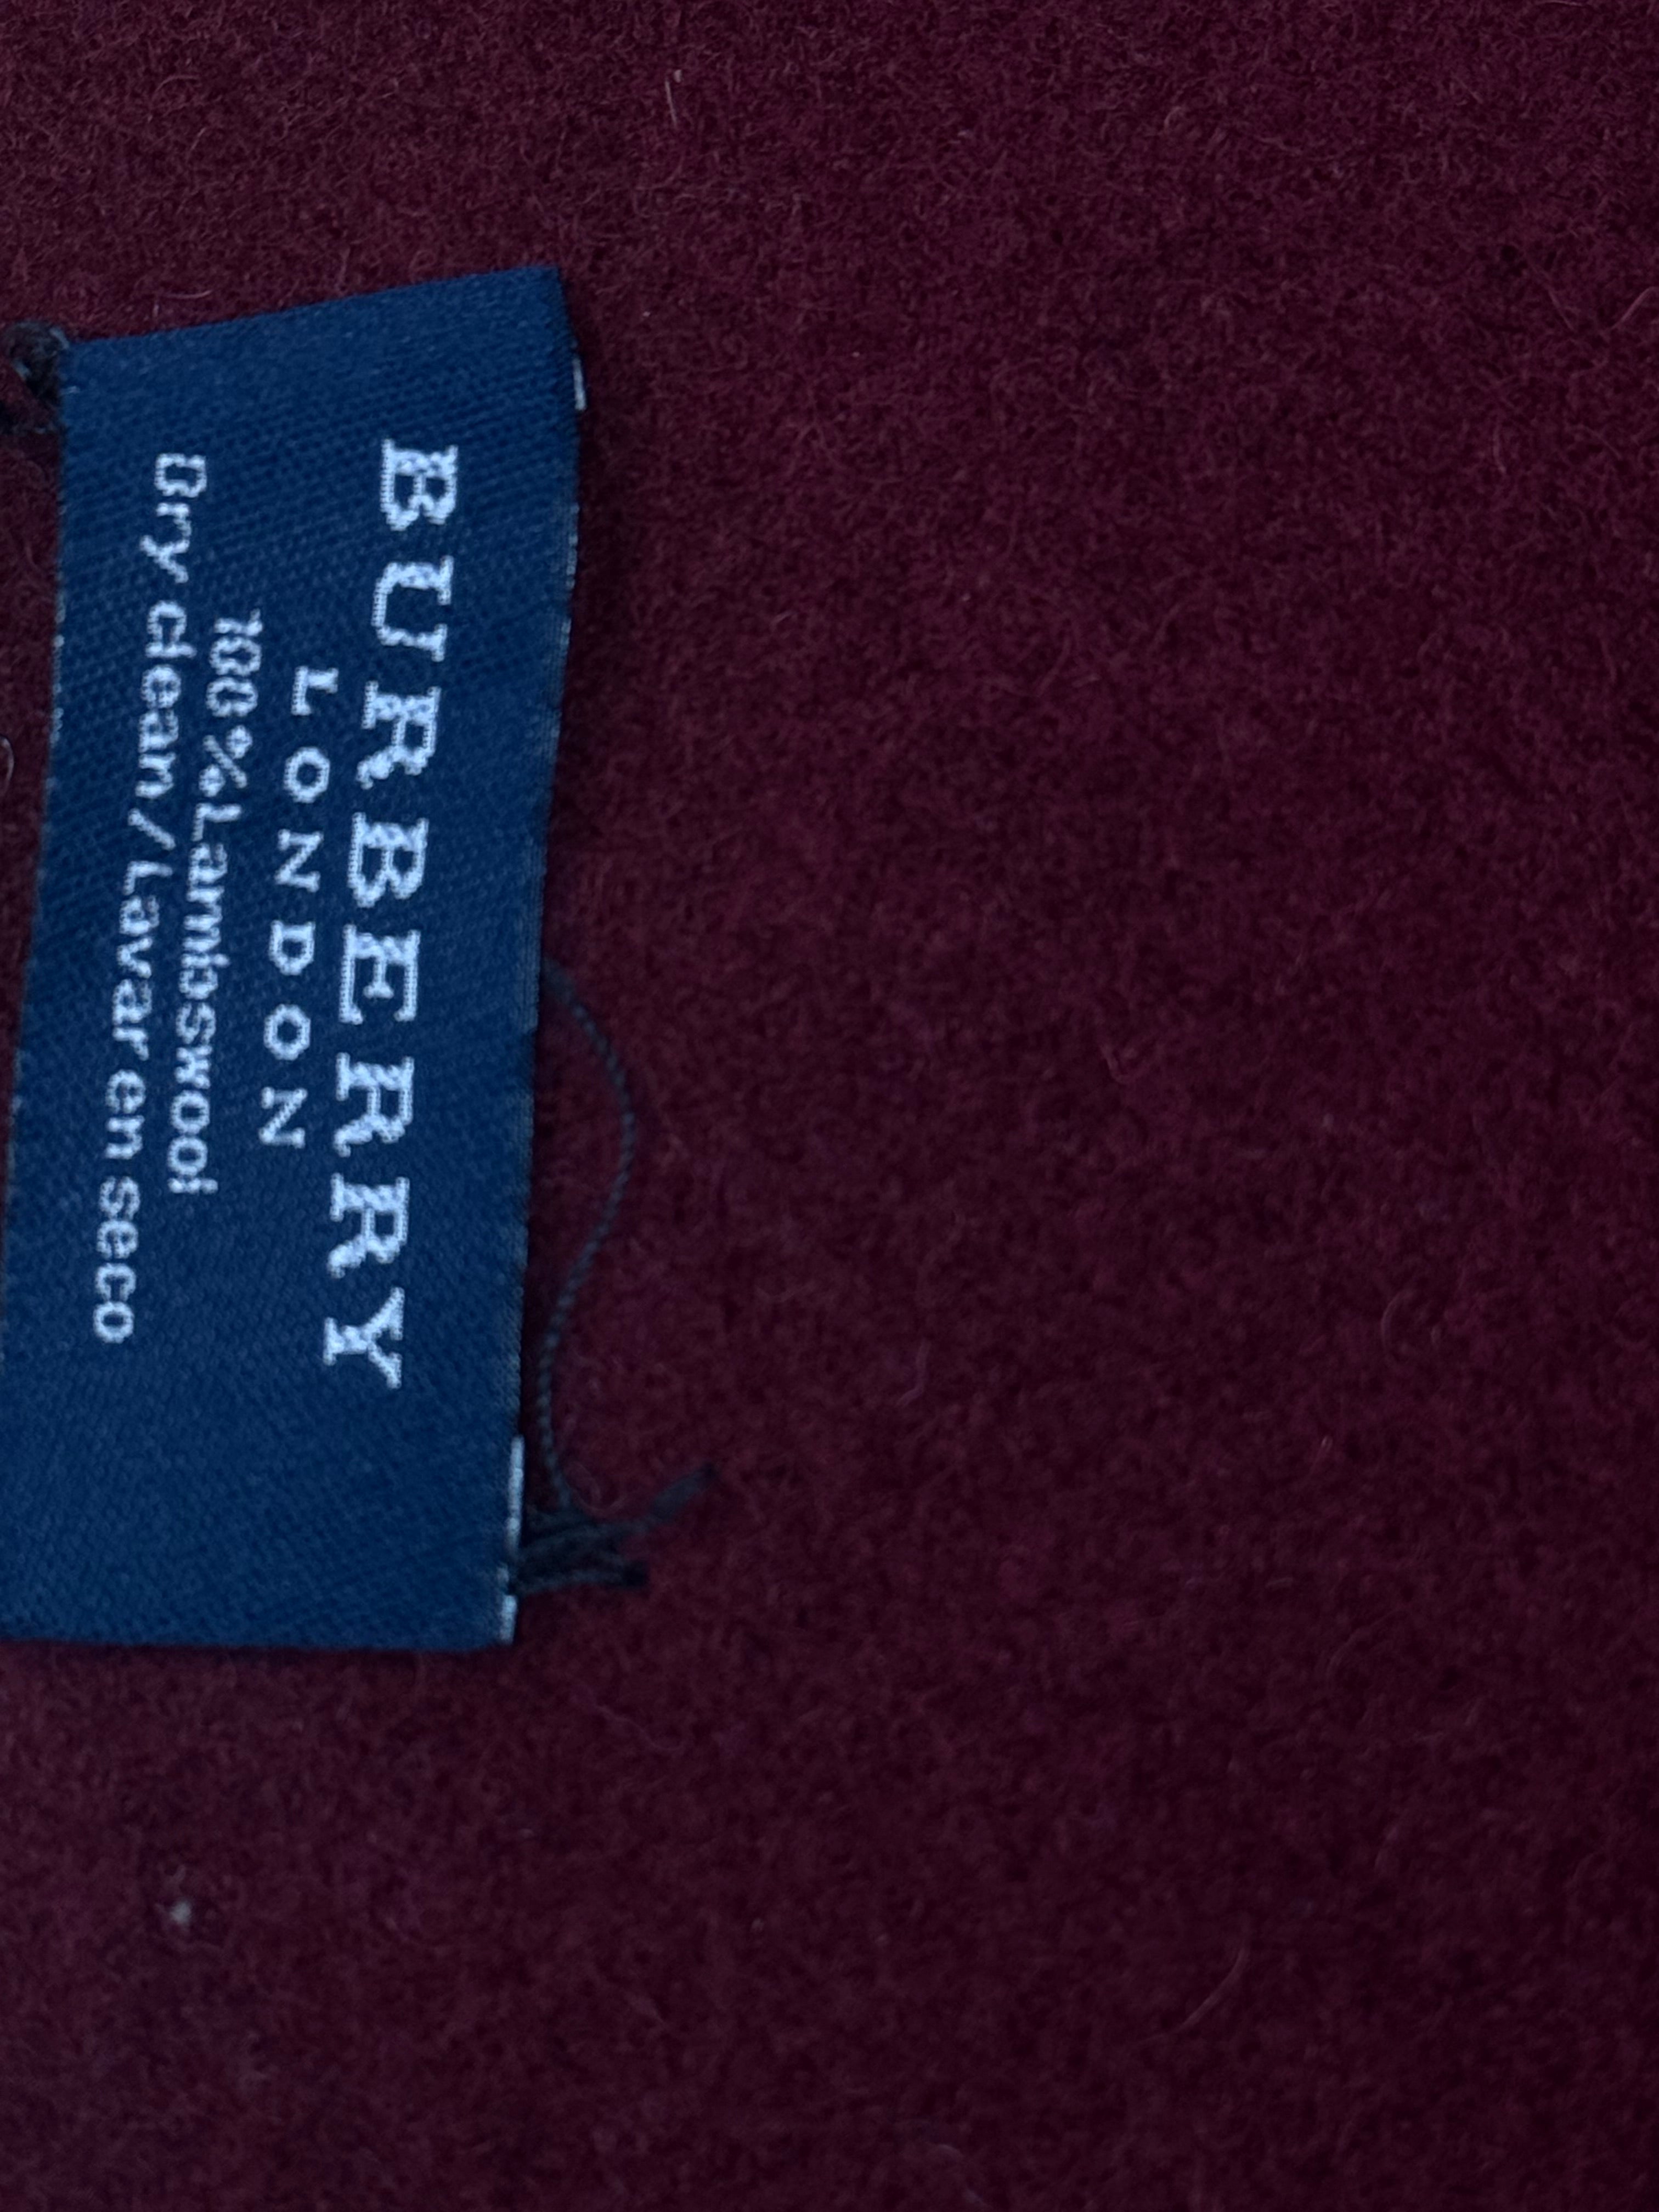 BURBERRY
LONDON
100% Lambswool
Dry clean/Lavar en seco